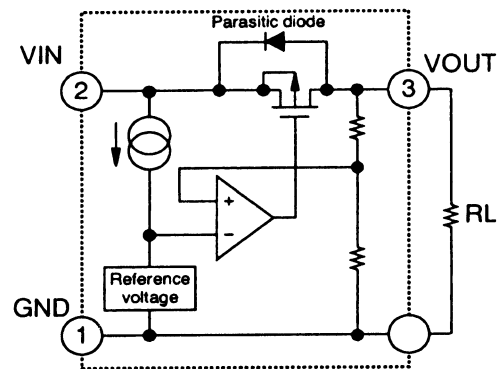 Parasitic diode
VIN
VOUT
2
3
+
−
RL
Reference
voltage
GND
1